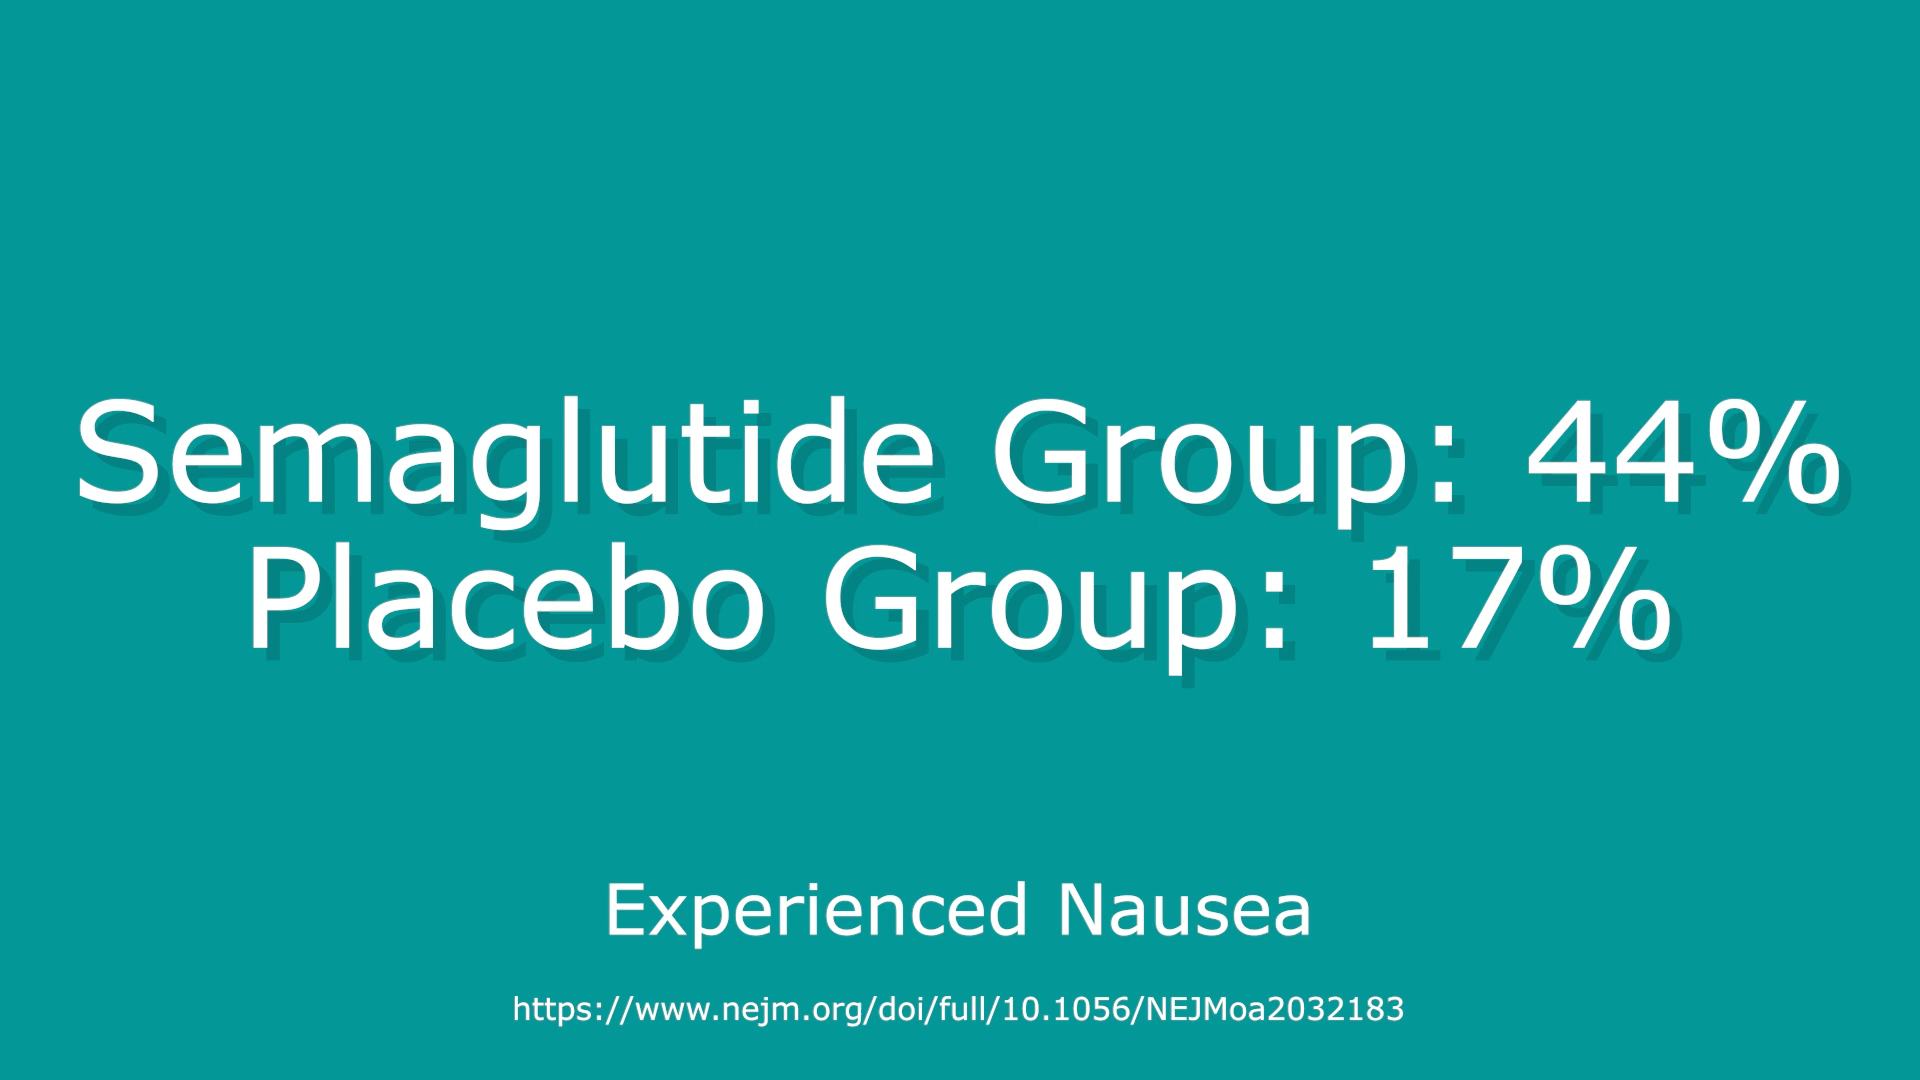 Semaglutide Group: 44%
Placebo Group: 17%
Experienced Nausea
https://www.nejm.org/doi/full/10.1056/NEJMoa2032183